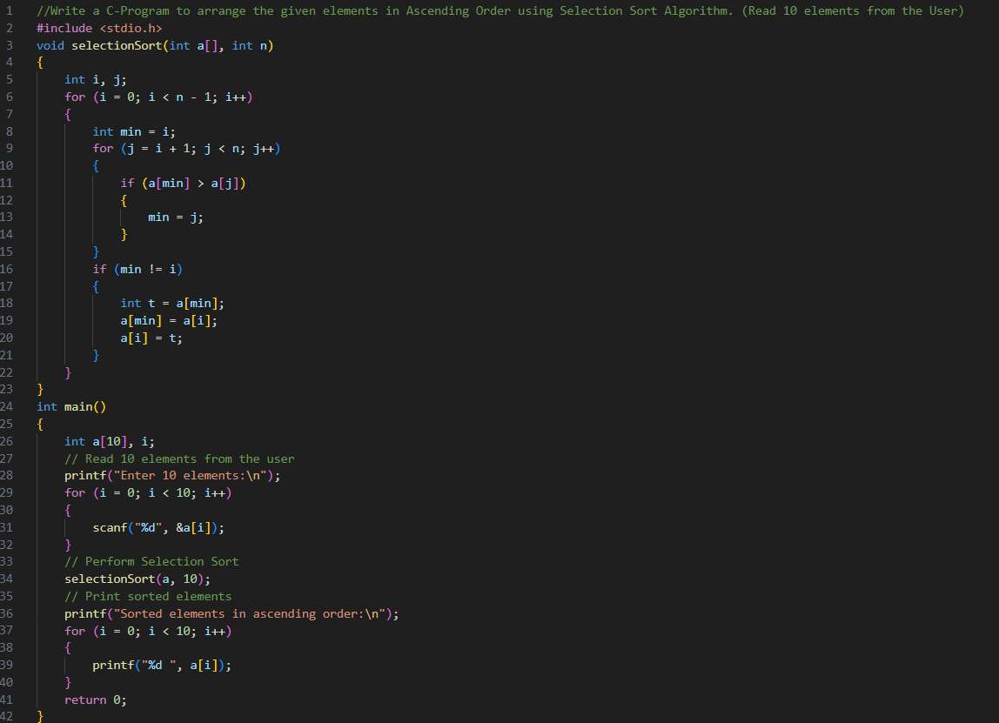 1 //Write a C-Program to arrange the given elements in Ascending Order using Selection Sort Algorithm. (Read 10 elements from the User)
2 #include <stdio.h>
3 void selectionSort(int a[], int n)
4 {
5     int i, j;
6     for (i = 0; i < n - 1; i++)
7     {
8         int min = i;
9         for (j = i + 1; j < n; j++)
10         {
11             if (a[min] > a[j])
12             {
13                 min = j;
14             }
15         }
16         if (min != i)
17         {
18             int t = a[min];
19             a[min] = a[i];
20             a[i] = t;
21         }
22     }
23 }
24 int main()
25 {
26     int a[10], i;
27     // Read 10 elements from the user
28     printf("Enter 10 elements:\n");
29     for (i = 0; i < 10; i++)
30     {
31         scanf("%d", &a[i]);
32     }
33     // Perform Selection Sort
34     selectionSort(a, 10);
35     // Print sorted elements
36     printf("Sorted elements in ascending order:\n");
37     for (i = 0; i < 10; i++)
38     {
39         printf("%d ", a[i]);
40     }
41     return 0;
42 }